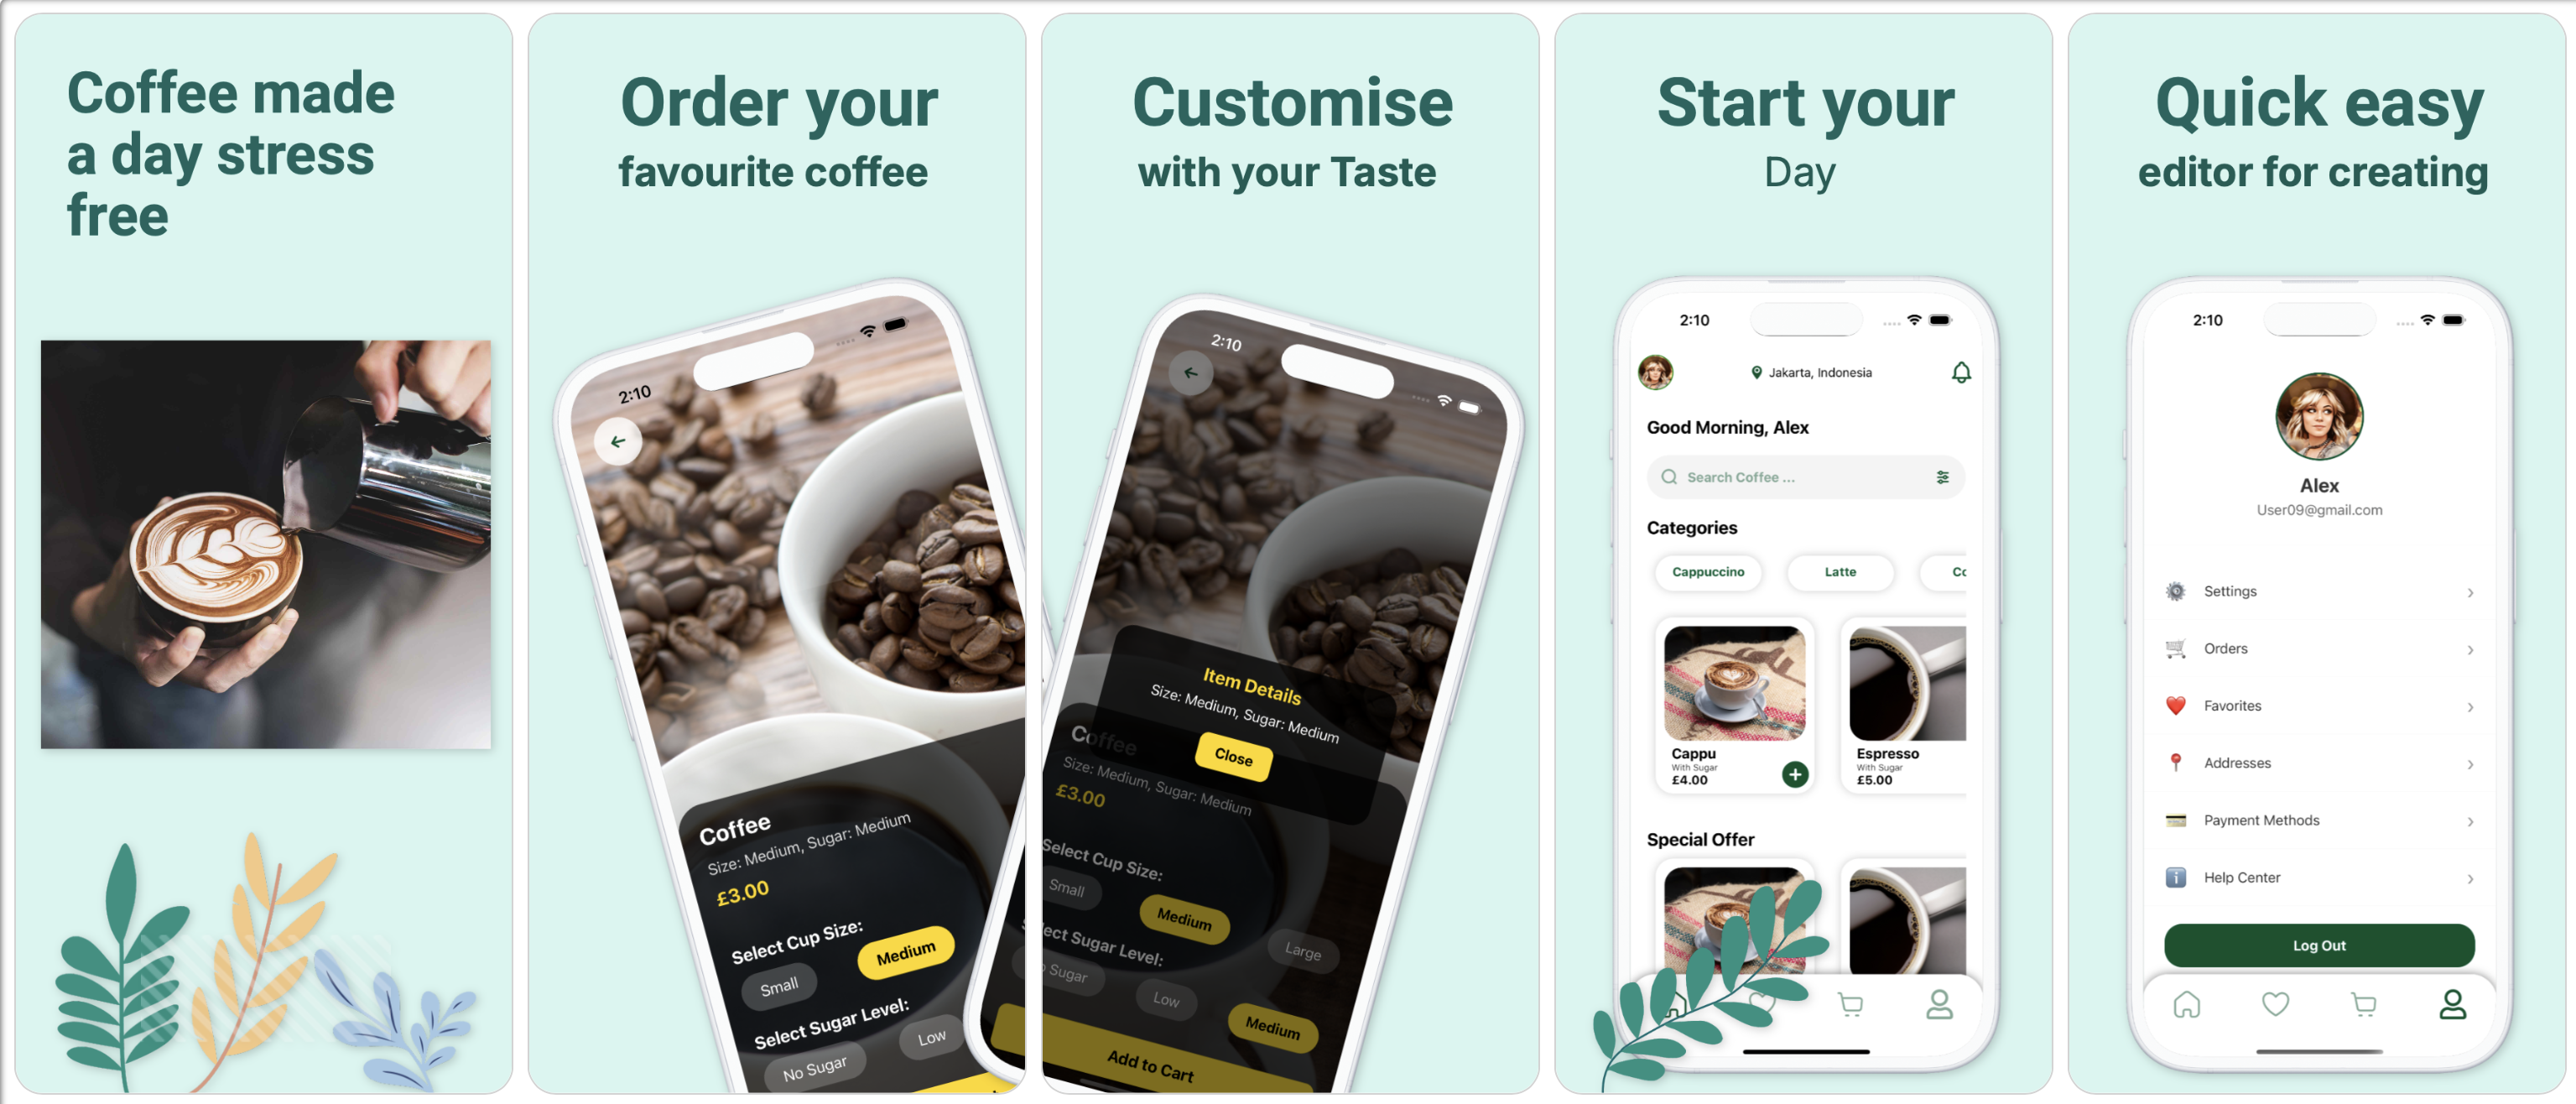 Coffee made
a day stress
free
Order your
favourite coffee
2:10
Coffee
Size: Medium, Sugar: Medium
£3.00
Select Cup Size:
Small
Medium
Select Sugar Level:
No Sugar
Low
Customise
with your Taste
2:10
Item Details
Size: Medium, Sugar: Medium
Close
Coffee
Size: Medium, Sugar: Medium
£3.00
Select Cup Size:
Small
Medium
Large
Sugar Level:
Sugar
Low
Medium
Add to Cart
Start your
Day
2:10
Jakarta, Indonesia
Good Morning, Alex
Search Coffee ...
Categories
Cappuccino
Latte
Co
Cappu
With Sugar
£4.00
Espresso
With Sugar
£5.00
Special Offer
Quick easy
editor for creating
2:10
Alex
User09@gmail.com
Settings
Orders
Favorites
Addresses
Payment Methods
Help Center
Log Out